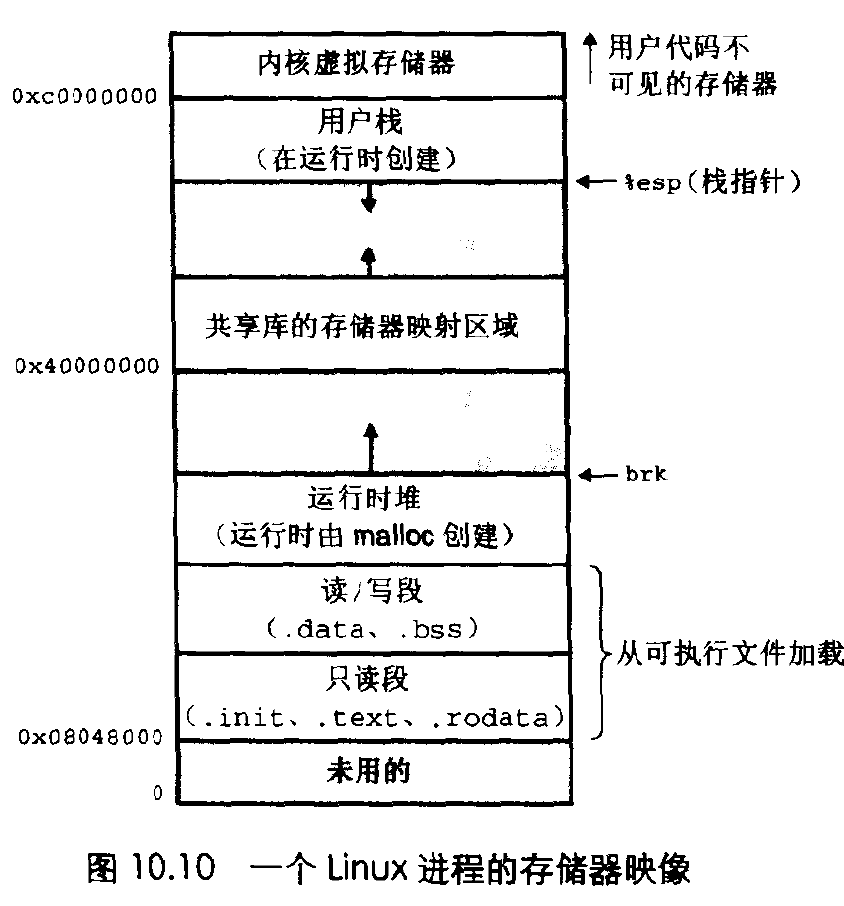 内核虚拟存储器
用户代码不
可见的存储器
0xc0000000
用户栈
(在运行时创建)
%esp(栈指针)
共享库的存储器映射区域
0x40000000
brk
运行时堆
(运行时由 malloc 创建)
读/写段
(.data、.bss)
从可执行文件加载
只读段
(.init、.text、.rodata)
0x08048000
未用的
0
图 10.10 一个 Linux 进程的存储器映像